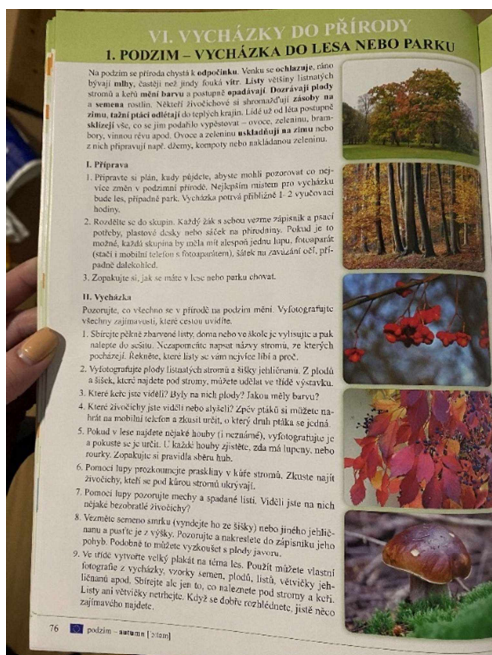 VI. VYCHÁZKY DO PŘÍRODY
1. PODZIM – VYCHÁZKA DO LESA NEBO PARKU
Na podzim se příroda chystá k odpočinku. Venku se ochlazuje, ráno
bývají mlhy, častěji než jindy fouká vítr. Listy většiny listnatých
stromů a keřů mění barvu a postupně opadávají. Dozrávají plody
a semena rostlin. Někteří živočichové si shromažďují zásoby na
zimu, tažní ptáci odlétají do teplých krajin. Lidé už od léta postupně
sklízejí vše, co se jim podařilo vypěstovat – ovoce, zeleninu, bram-
bory, vinnou révu apod. Ovoce a zeleninu uskladňují na zimu nebo
z nich připravují např. džemy, kompoty nebo nakládanou zeleninu.
I. Příprava
1. Připravte si plán, kudy půjdete, abyste mohli pozorovat co nej-
více změn v podzimní přírodě. Nejlepším místem pro vycházku
bude les, případně park. Vycházka potrvá přibližně 1–2 vyučovací
hodiny.
2. Rozdělte se do skupin. Každý žák s sebou vezme zápisník a psací
potřeby, plastové desky nebo sáček na přírodniny. Pokud je to
možné, každá skupina by měla mít alespoň jednu lupu, fotoaparát
(stačí i mobilní telefon s fotoaparátem), šátek na zavázání očí, pří-
padně dalekohled.
3. Zopakujte si, jak se máte v lese nebo parku chovat.
II. Vycházka
Pozorujte, co všechno se v přírodě na podzim mění. Vyfotografujte
všechny zajímavosti, které cestou uvidíte.
1. Sbírejte pěkně zbarvené listy, doma nebo ve škole je vylisujte a pak
nalepte do sešitu. Nezapomeňte napsat názvy stromů, ze kterých
pocházejí. Řekněte, které listy se vám nejvíce líbí a proč.
2. Vyfotografujte plody listnatých stromů a šišky jehličnanů. Z plodů
a šišek, které najdete pod stromy, můžete udělat ve třídě výstavku.
3. Které keře jste viděli? Byly na nich plody? Jakou měly barvu?
4. Které živočichy jste viděli nebo slyšeli? Zpěv ptáků si můžete na-
hrát na mobilní telefon a zkusit určit, o který druh ptáka se jedná.
5. Pokud v lese najdete nějaké houby (i neznámé), vyfotografujte je
a pokuste se je určit. U každé houby zjistěte, zda má lupeny, nebo
rourky. Zopakujte si pravidla sběru hub.
6. Pomocí lupy prozkoumejte praskliny v kůře stromů. Zkuste najít
živočichy, kteří se pod kůrou stromů ukrývají.
7. Pomocí lupy pozorujte mechy a spadané listí. Viděli jste na nich
nějaké bezobratlé živočichy?
8. Vezměte semeno smrku (vyndejte ho ze šišky) nebo jiného jehlič-
nanu a pusťte je z výšky. Pozorujte a nakreslete do zápisníku jeho
pohyb. Podobně to můžete vyzkoušet s plody javoru.
9. Ve třídě vytvořte velký plakát na téma les. Použít můžete vlastní
fotografie z vycházky, vzorky semen, plodů, listů, větvičky jeh-
ličnanů apod. Sbírejte ale jen to, co naleznete pod stromy a keři.
Listy ani větvičky netrhejte. Když se dobře rozhlédnete, jistě něco
zajímavého najdete.
76 podzim – autumn [ɔːtəm]